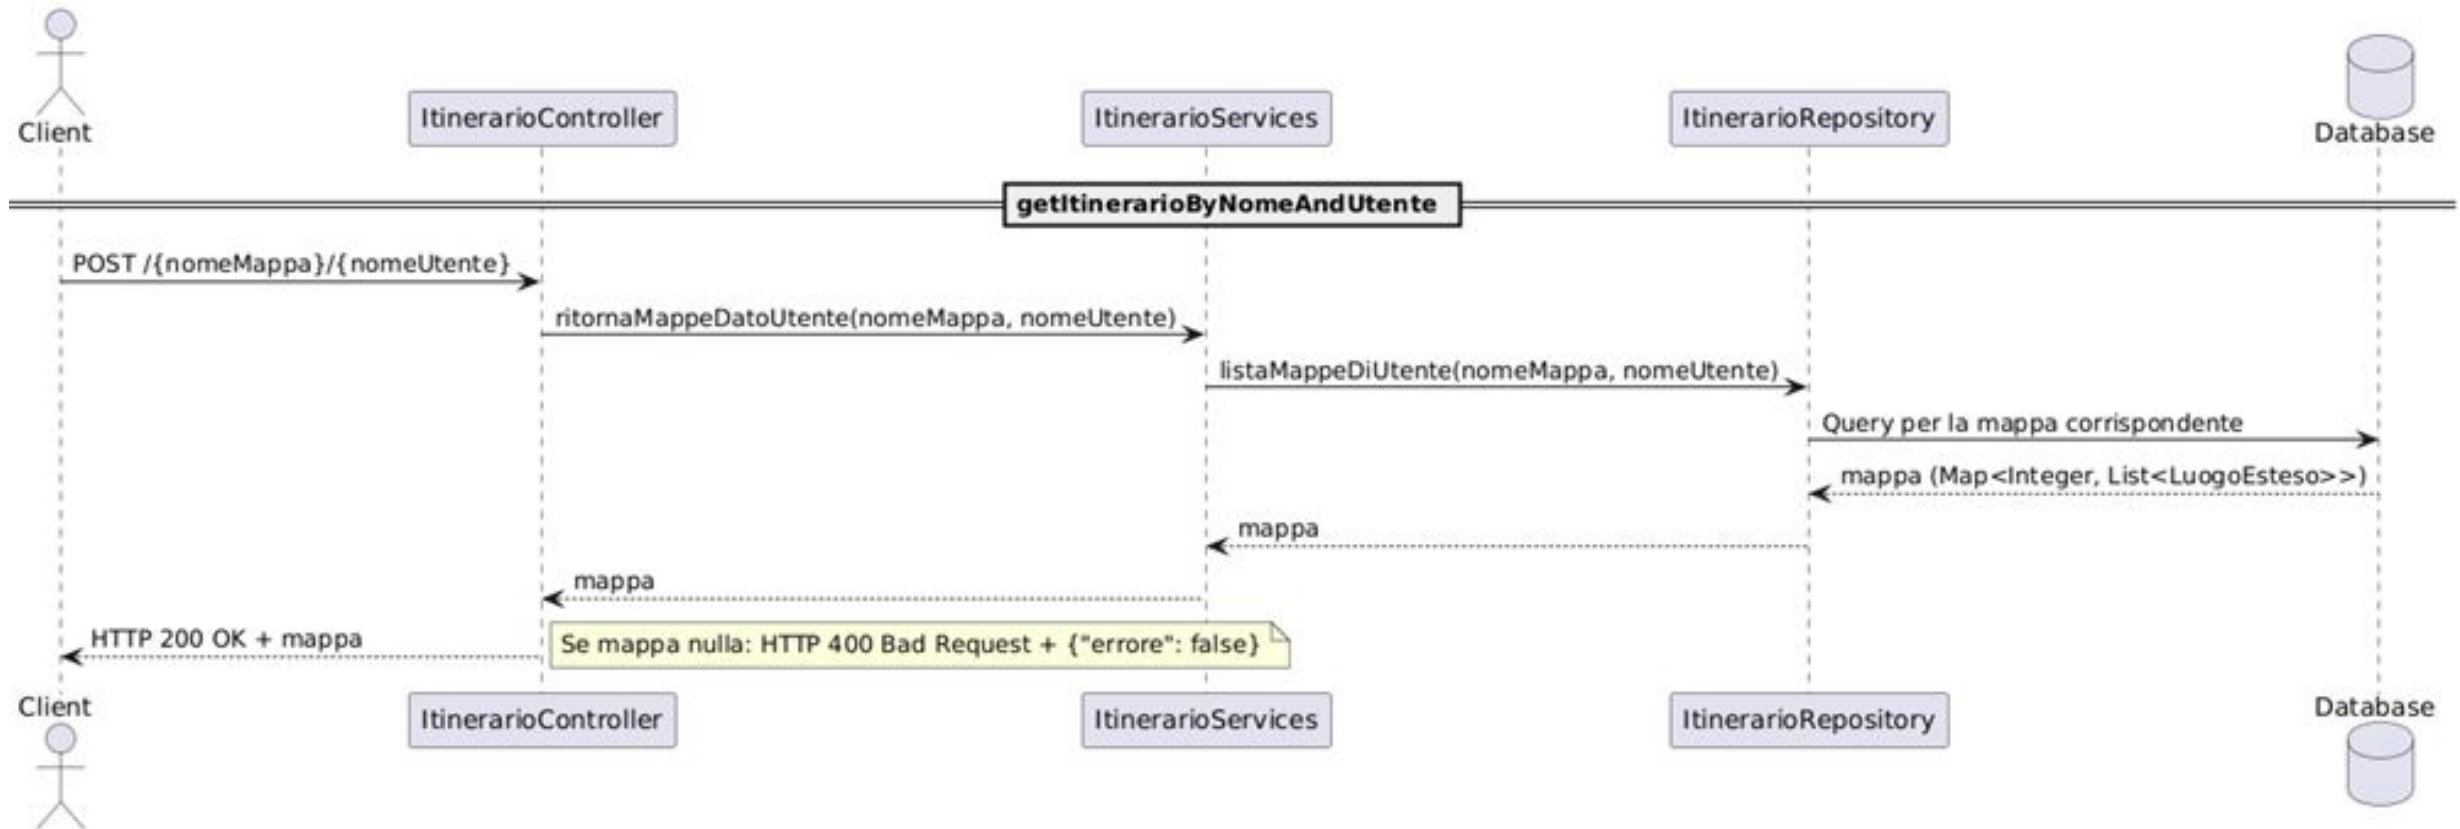 Client
ItinerarioController
ItinerarioServices
ItinerarioRepository
Database
getItinerarioByNomeAndUtente
POST /{nomeMappa}/{nomeUtente}
ritornaMappeDatoUtente(nomeMappa, nomeUtente)
listaMappeDiUtente(nomeMappa, nomeUtente)
Query per la mappa corrispondente
mappa (Map<Integer, List<LuogoEsteso>>)
mappa
mappa
HTTP 200 OK + mappa
Se mappa nulla: HTTP 400 Bad Request + {"errore": false}
Client
ItinerarioController
ItinerarioServices
ItinerarioRepository
Database